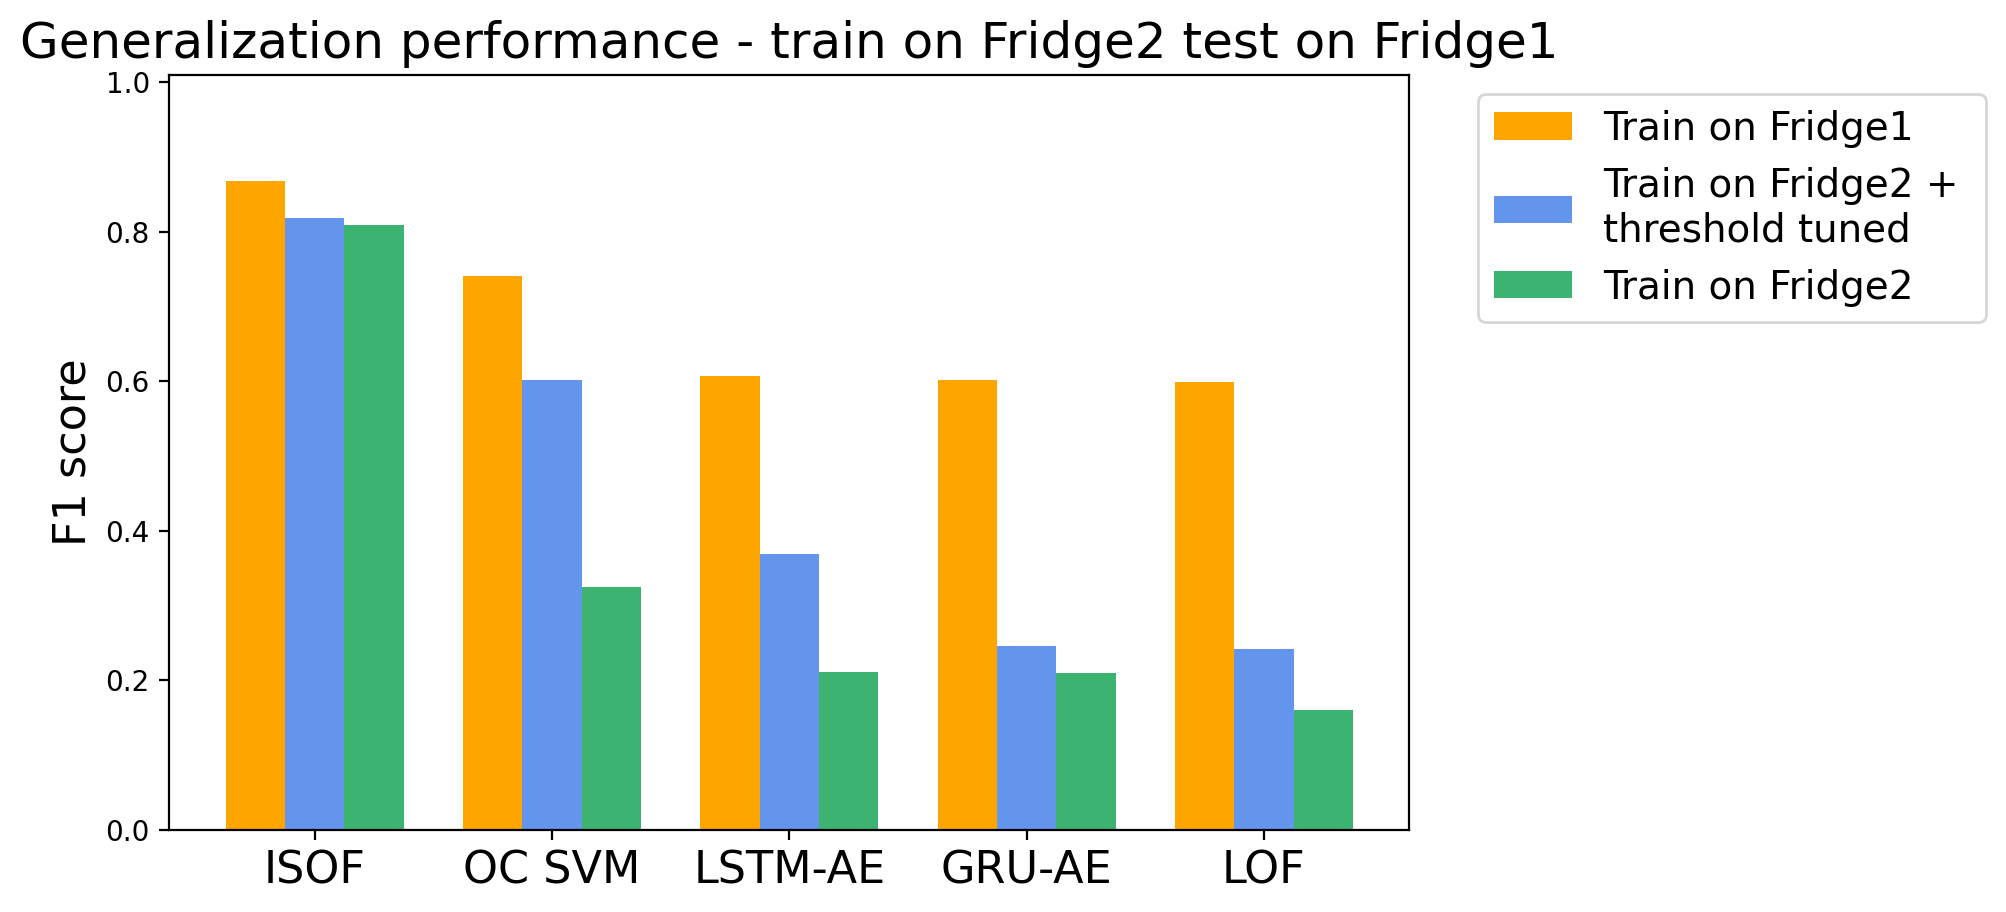 Generalization performance - train on Fridge2 test on Fridge1
F1 score
1.0
0.8
0.6
0.4
0.2
0.0
ISOF
OC SVM
LSTM-AE
GRU-AE
LOF
Train on Fridge1
Train on Fridge2 +
threshold tuned
Train on Fridge2